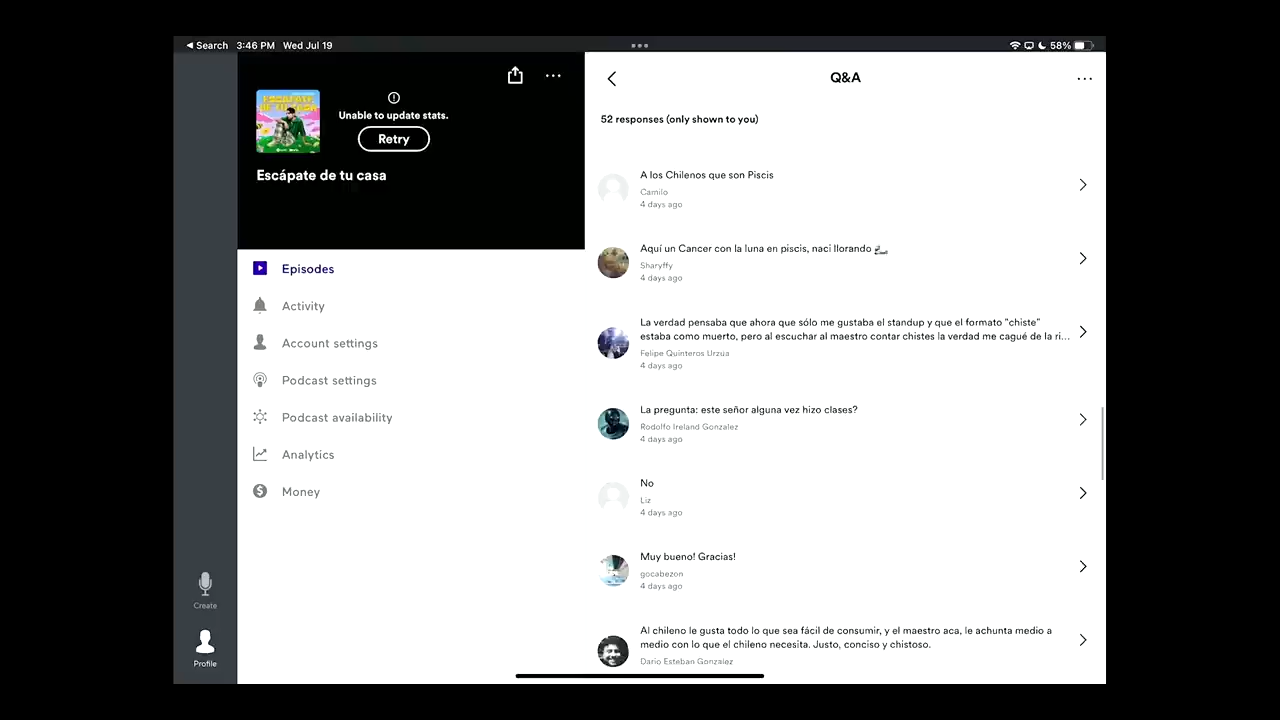 Search 3:46 PM Wed Jul 19
58%
ESCÁPATE
DE TU CASA
Unable to update stats.
Retry
Escápate de tu casa
Episodes
Activity
Account settings
Podcast settings
Podcast availability
Analytics
Money
Create
Profile
Q&A
52 responses (only shown to you)
A los Chilenos que son Piscis
Camilo
4 days ago
Aquí un Cancer con la luna en piscis, naci llorando
Sharyffy
4 days ago
La verdad pensaba que ahora que sólo me gustaba el standup y que el formato "chiste"
estaba como muerto, pero al escuchar al maestro contar chistes la verdad me cagué de la ri...
Felipe Quinteros Urzúa
4 days ago
La pregunta: este señor alguna vez hizo clases?
Rodolfo Ireland Gonzalez
4 days ago
No
Liz
4 days ago
Muy bueno! Gracias!
gocabezon
4 days ago
Al chileno le gusta todo lo que sea fácil de consumir, y el maestro aca, le achunta medio a
medio con lo que el chileno necesita. Justo, conciso y chistoso.
Dario Esteban González